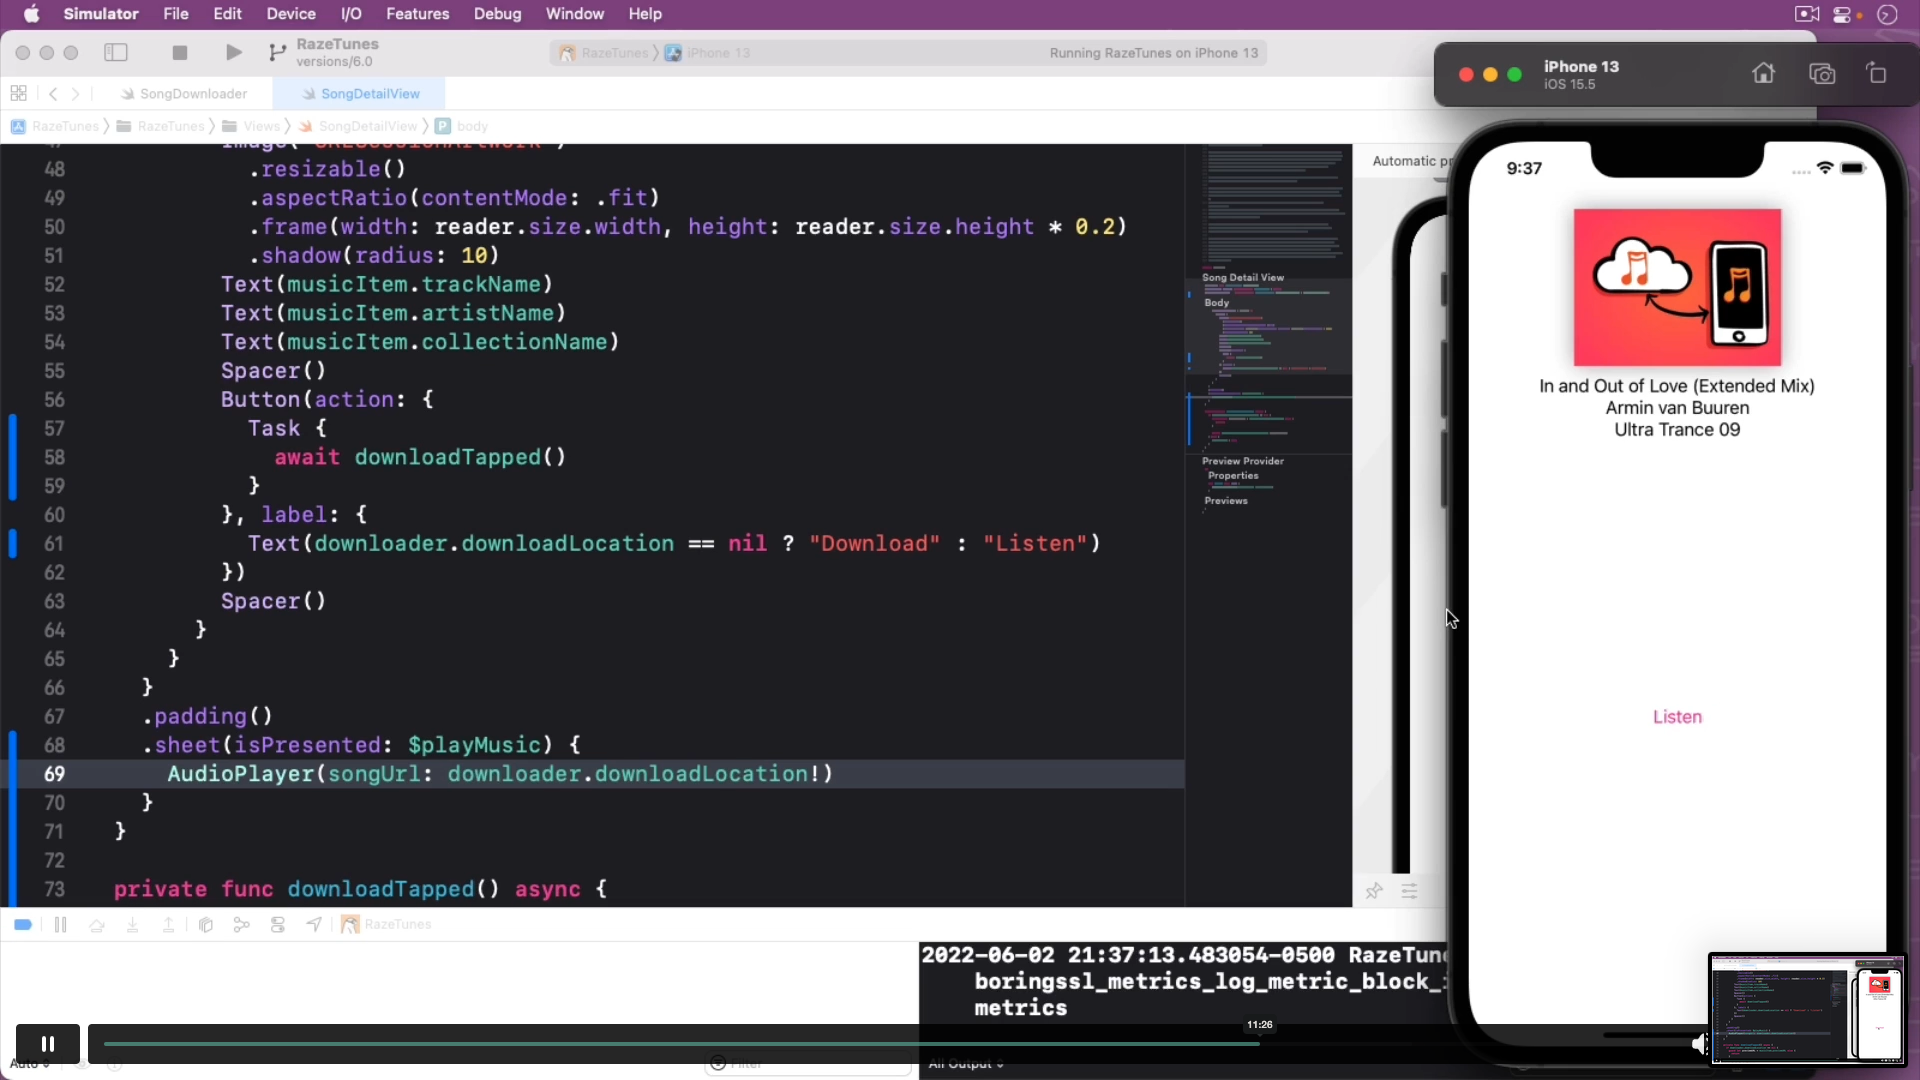 Simulator File Edit Device I/O Features Debug Window Help
RazeTunes
versions/6.0
RazeTunes iPhone 13
Running RazeTunes on iPhone 13
iPhone 13
iOS 15.5
SongDownloader
SongDetailView
RazeTunes RazeTunes Views SongDetailView P body
Automatic
48 .resizable()
49 .aspectRatio(contentMode: .fit)
50 .frame(width: reader.size.width, height: reader.size.height * 0.2)
51 .shadow(radius: 10)
52 Text(musicItem.trackName)
53 Text(musicItem.artistName)
54 Text(musicItem.collectionName)
55 Spacer()
56 Button(action: {
57 Task {
58 await downloadTapped()
59 }
60 }, label: {
61 Text(downloader.downloadLocation == nil ? "Download" : "Listen")
62 })
63 Spacer()
64 }
65 }
66 }
67 .padding()
68 .sheet(isPresented: $playMusic) {
69 AudioPlayer(songUrl: downloader.downloadLocation!)
70 }
71 }
72
73 private func downloadTapped() async {
Song Detail View
Body
Preview Provider
Properties
Previews
9:37
In and Out of Love (Extended Mix)
Armin van Buuren
Ultra Trance 09
Listen
RazeTunes
2022-06-02 21:37:13.483054-0500
boringssl_metrics_log_metric_block_
metrics
11:26
Auto
Filter
All Output